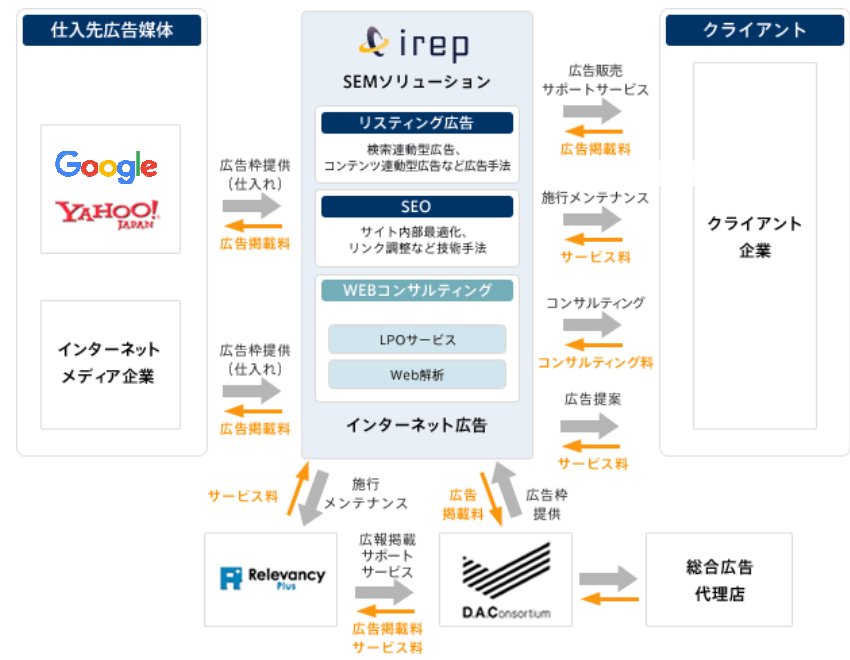 仕入先広告媒体
Google
YAHOO!
JAPAN
インターネット
メディア企業
広告枠提供
（仕入れ）
広告掲載料
広告枠提供
（仕入れ）
広告掲載料
irep
SEMソリューション
リスティング広告
検索連動型広告、
コンテンツ連動型広告など広告手法
SEO
サイト内部最適化、
リンク調整など技術手法
WEBコンサルティング
LPOサービス
Web解析
インターネット広告
広告販売
サポートサービス
広告掲載料
施行メンテナンス
サービス料
コンサルティング
コンサルティング料
広告提案
サービス料
クライアント
クライアント
企業
サービス料
施行
メンテナンス
広告
掲載料
広告枠
提供
Relevancy
Plus
広報掲載
サポート
サービス
広告掲載料
サービス料
D.A.Consortium
総合広告
代理店